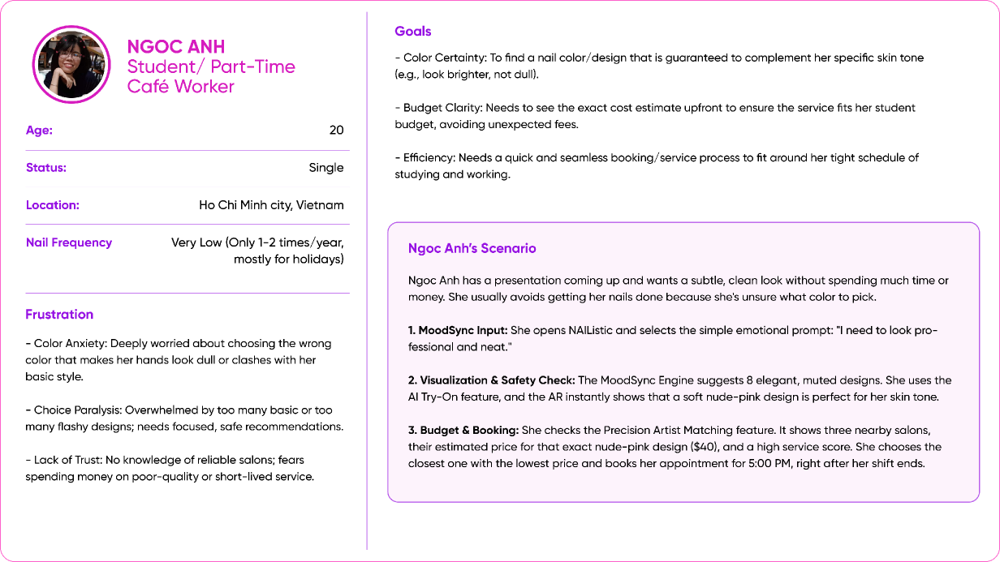 NGOC ANH
Student/ Part-Time
Café Worker
Age: 20
Status: Single
Location: Ho Chi Minh city, Vietnam
Nail Frequency Very Low (Only 1-2 times/year,
mostly for holidays)
Frustration
- Color Anxiety: Deeply worried about choosing the wrong
color that makes her hands look dull or clashes with her
basic style.
- Choice Paralysis: Overwhelmed by too many basic or too
many flashy designs; needs focused, safe recommendations.
- Lack of Trust: No knowledge of reliable salons; fears
spending money on poor-quality or short-lived service.
Goals
- Color Certainty: To find a nail color/design that is guaranteed to complement her specific skin tone
(e.g., look brighter, not dull).
- Budget Clarity: Needs to see the exact cost estimate upfront to ensure the service fits her student
budget, avoiding unexpected fees.
- Efficiency: Needs a quick and seamless booking/service process to fit around her tight schedule of
studying and working.
Ngoc Anh's Scenario
Ngoc Anh has a presentation coming up and wants a subtle, clean look without spending much time or
money. She usually avoids getting her nails done because she's unsure what color to pick.
1. MoodSync Input: She opens NAIListic and selects the simple emotional prompt: "I need to look pro-
fessional and neat."
2. Visualization & Safety Check: The MoodSync Engine suggests 8 elegant, muted designs. She uses the
AI Try-On feature, and the AR instantly shows that a soft nude-pink design is perfect for her skin tone.
3. Budget & Booking: She checks the Precision Artist Matching feature. It shows three nearby salons,
their estimated price for that exact nude-pink design ($40), and a high service score. She chooses the
closest one with the lowest price and books her appointment for 5:00 PM, right after her shift ends.